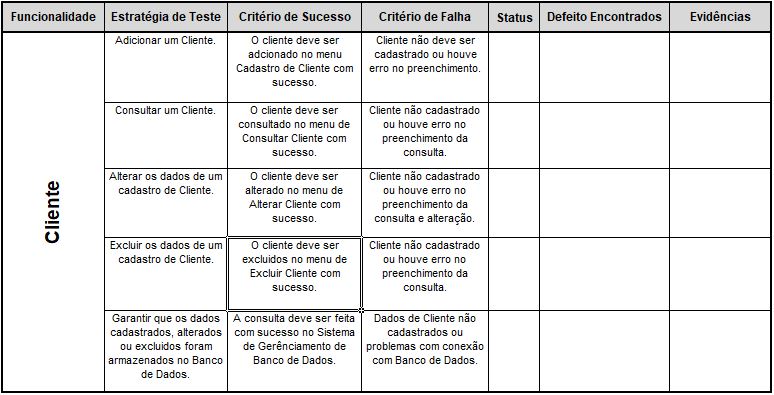 Funcionalidade Estratégia de Teste Critério de Sucesso Critério de Falha Status Defeito Encontrados Evidências
Cliente
Adicionar um Cliente.
O cliente deve ser
adcionado no menu
Cadastro de Cliente com
sucesso.
Cliente não deve ser
cadastrado ou houve
erro no preenchimento.
Consultar um Cliente.
O cliente deve ser
consultado no menu de
Consultar Cliente com
sucesso.
Cliente não cadastrado
ou houve erro no
preenchimento da
consulta.
Alterar os dados de um
cadastro de Cliente.
O cliente deve ser
alterado no menu de
Alterar Cliente com
sucesso.
Cliente não cadastrado
ou houve erro no
preenchimento da
consulta e alteração.
Excluir os dados de um
cadastro de Cliente.
O cliente deve ser
excluidos no menu de
Excluir Cliente com
sucesso.
Cliente não cadastrado
ou houve erro no
preenchimento da
consulta.
Garantir que os dados
cadastrados, alterados
ou excluidos foram
armazenados no Banco
de Dados.
A consulta deve ser feita
com sucesso no Sistema
de Gerênciamento de
Banco de Dados.
Dados de Cliente não
cadastrados ou
problemas com conexão
com Banco de Dados.